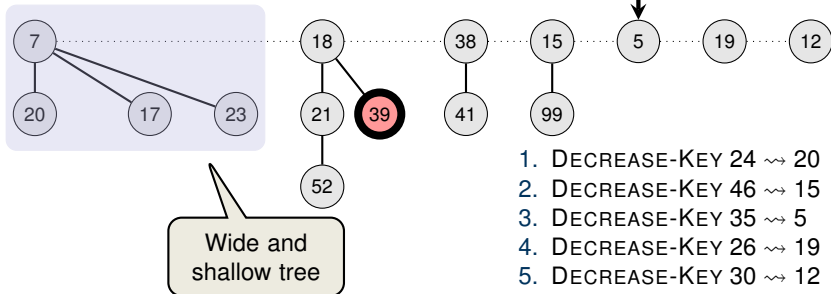 7 18 38 15 5 19 12
20 17 23 21 39 41 99
52
Wide and
shallow tree
1. DECREASE-KEY 24 ⇝ 20
2. DECREASE-KEY 46 ⇝ 15
3. DECREASE-KEY 35 ⇝ 5
4. DECREASE-KEY 26 ⇝ 19
5. DECREASE-KEY 30 ⇝ 12